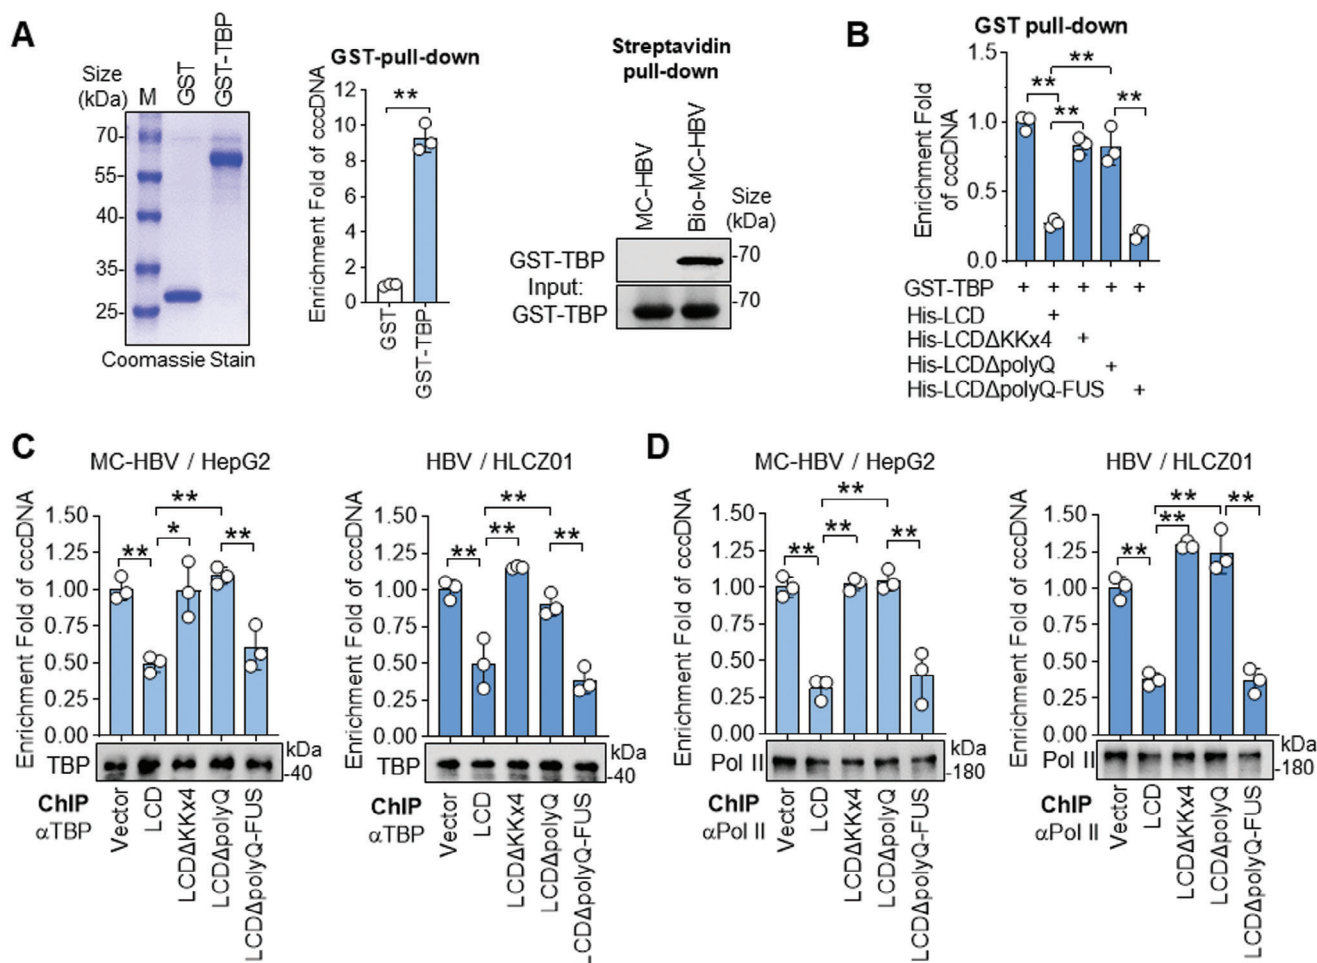 A
Size
(kDa)
M
GST
GST-TBP
70-
55-
40-
35-
25-
Coomassie Stain
GST-pull-down
Enrichment Fold of cccDNA
12
10
8
6
4
2
0
**
GST
GST-TBP
Streptavidin
pull-down
MC-HBV
Bio-MC-HBV
Size
(kDa)
GST-TBP
-70
Input:
GST-TBP
-70
B
GST pull-down
Enrichment Fold
of cccDNA
1.5
1.0
0.5
0.0
**
**
**
**
GST-TBP + + + + +
His-LCD +
His-LCDΔKKx4 +
His-LCDΔpolyQ +
His-LCDΔpolyQ-FUS +
C
MC-HBV / HepG2
Enrichment Fold of cccDNA
1.50
1.25
1.00
0.75
0.50
0.25
0.00
**
**
*
**
TBP
kDa
-40
ChIP
αTBP
Vector
LCD
LCDΔKKx4
LCDΔpolyQ
LCDΔpolyQ-FUS
HBV / HLCZ01
Enrichment Fold of cccDNA
1.50
1.25
1.00
0.75
0.50
0.25
0.00
**
**
**
**
TBP
kDa
-40
ChIP
αTBP
Vector
LCD
LCDΔKKx4
LCDΔpolyQ
LCDΔpolyQ-FUS
D
MC-HBV / HepG2
Enrichment Fold of cccDNA
1.50
1.25
1.00
0.75
0.50
0.25
0.00
**
**
**
**
Pol II
kDa
-180
ChIP
αPol II
Vector
LCD
LCDΔKKx4
LCDΔpolyQ
LCDΔpolyQ-FUS
HBV / HLCZ01
Enrichment Fold of cccDNA
1.50
1.25
1.00
0.75
0.50
0.25
0.00
**
**
**
**
Pol II
kDa
-180
ChIP
αPol II
Vector
LCD
LCDΔKKx4
LCDΔpolyQ
LCDΔpolyQ-FUS